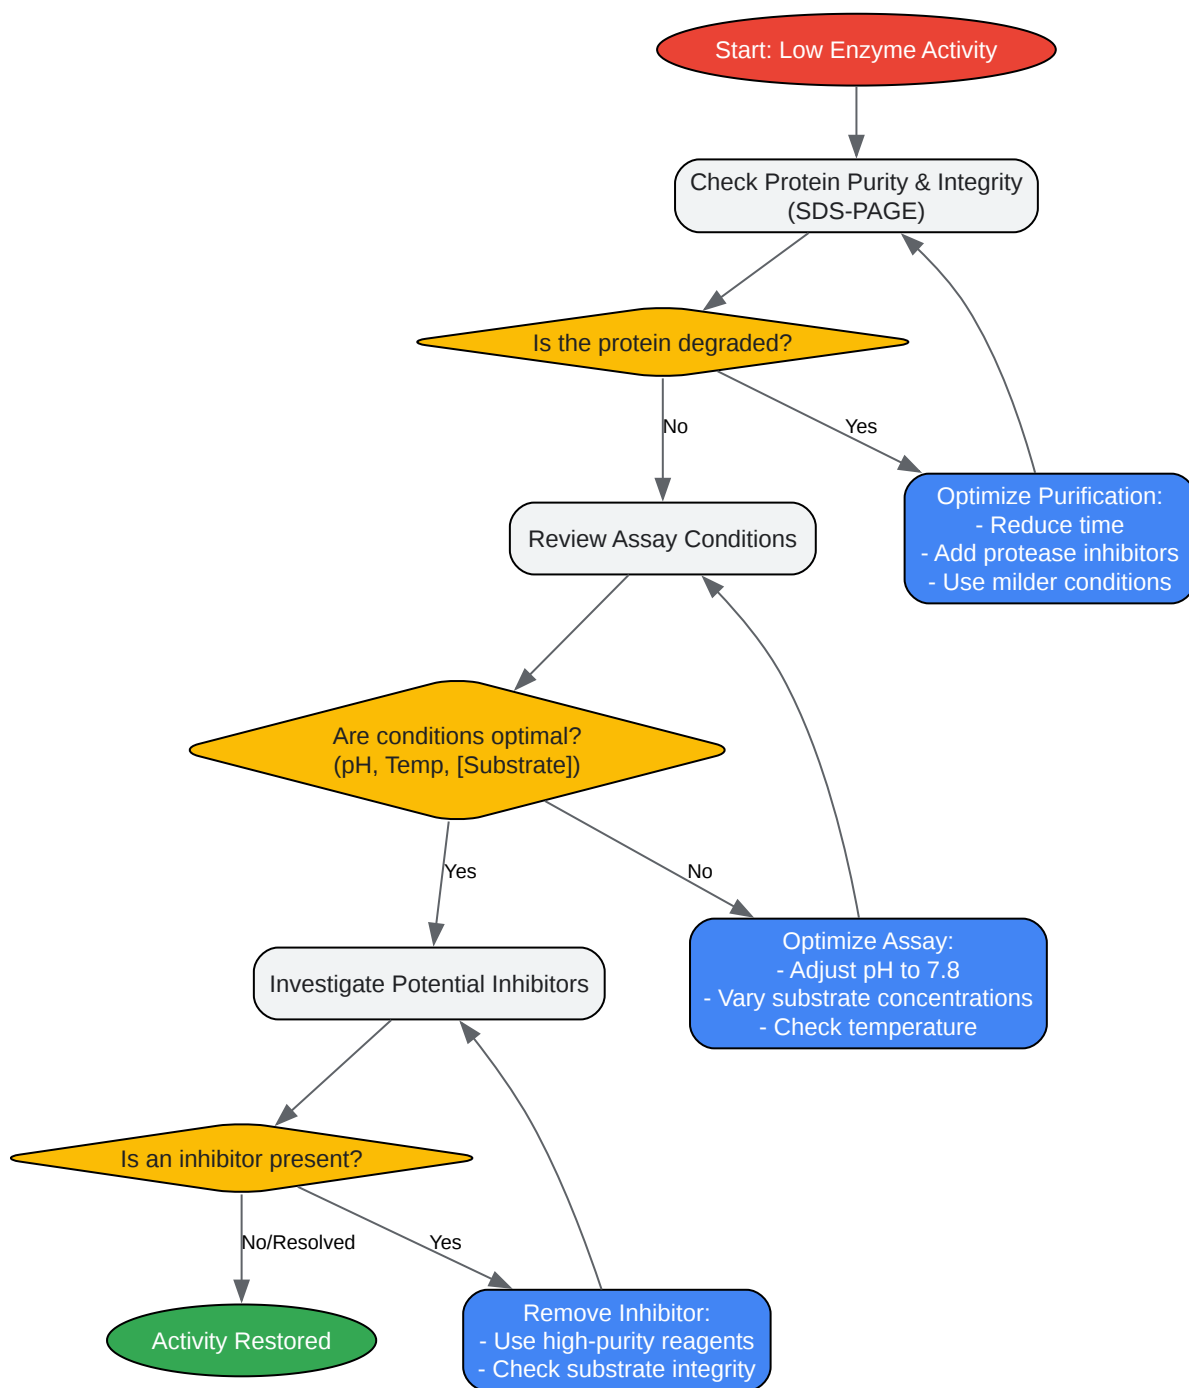 Start: Low Enzyme Activity
Check Protein Purity & Integrity
(SDS-PAGE)
Is the protein degraded?
No
Yes
Optimize Purification:
- Reduce time
- Add protease inhibitors
- Use milder conditions
Review Assay Conditions
Are conditions optimal?
(pH, Temp, [Substrate])
Yes
No
Optimize Assay:
- Adjust pH to 7.8
- Vary substrate concentrations
- Check temperature
Investigate Potential Inhibitors
Is an inhibitor present?
No/Resolved
Yes
Remove Inhibitor:
- Use high-purity reagents
- Check substrate integrity
Activity Restored